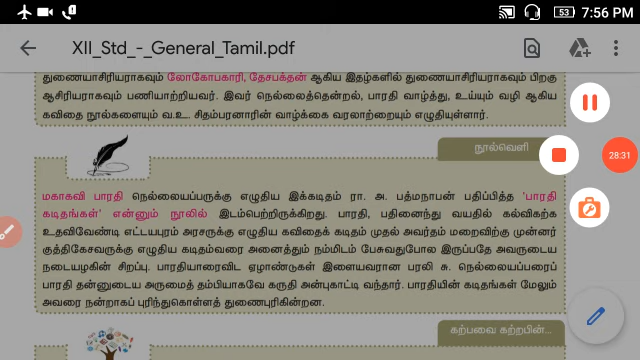 53 7:56 PM
XII_Std_-_General_Tamil.pdf
துணையாசிரியராகவும் லோகோபகாரி, தேசபக்தன் ஆகிய இதழ்களில் துணையாசிரியராகவும் பிறகு
ஆசிரியராகவும் பணியாற்றியவர். இவர் நெல்லைத்தென்றல், பாரதி வாழ்த்து, உய்யும் வழி ஆகிய
கவிதை நூல்களையும் வ.உ. சிதம்பரனாரின் வாழ்க்கை வரலாற்றையும் எழுதியுள்ளார்.
நூல்வெளி
28:31
மகாகவி பாரதி நெல்லையப்பருக்கு எழுதிய இக்கடிதம் ரா. அ. பத்மநாபன் பதிப்பித்த 'பாரதி
கடிதங்கள்' என்னும் நூலில் இடம்பெற்றிருக்கிறது. பாரதி, பதினைந்து வயதில் கல்விகற்க
உதவிவேண்டி எட்டயபுரம் அரசருக்கு எழுதிய கவிதைக் கடிதம் முதல் அவர்தம் மறைவிற்கு முன்னர்
குத்திகேசவருக்கு எழுதிய கடிதம்வரை அனைத்தும் நம்மிடம் பேசுவதுபோல இருப்பதே அவருடைய
நடையழகின் சிறப்பு. பாரதியாரைவிட ஏழாண்டுகள் இளையவரான பரலி சு. நெல்லையப்பரைப்
பாரதி தன்னுடைய அருமைத் தம்பியாகவே கருதி அன்புகாட்டி வந்தார். பாரதியின் கடிதங்கள் மேலும்
அவரை நன்றாகப் புரிந்துகொள்ளத் துணைபுரிகின்றன.
கற்பவை கற்றபின்...